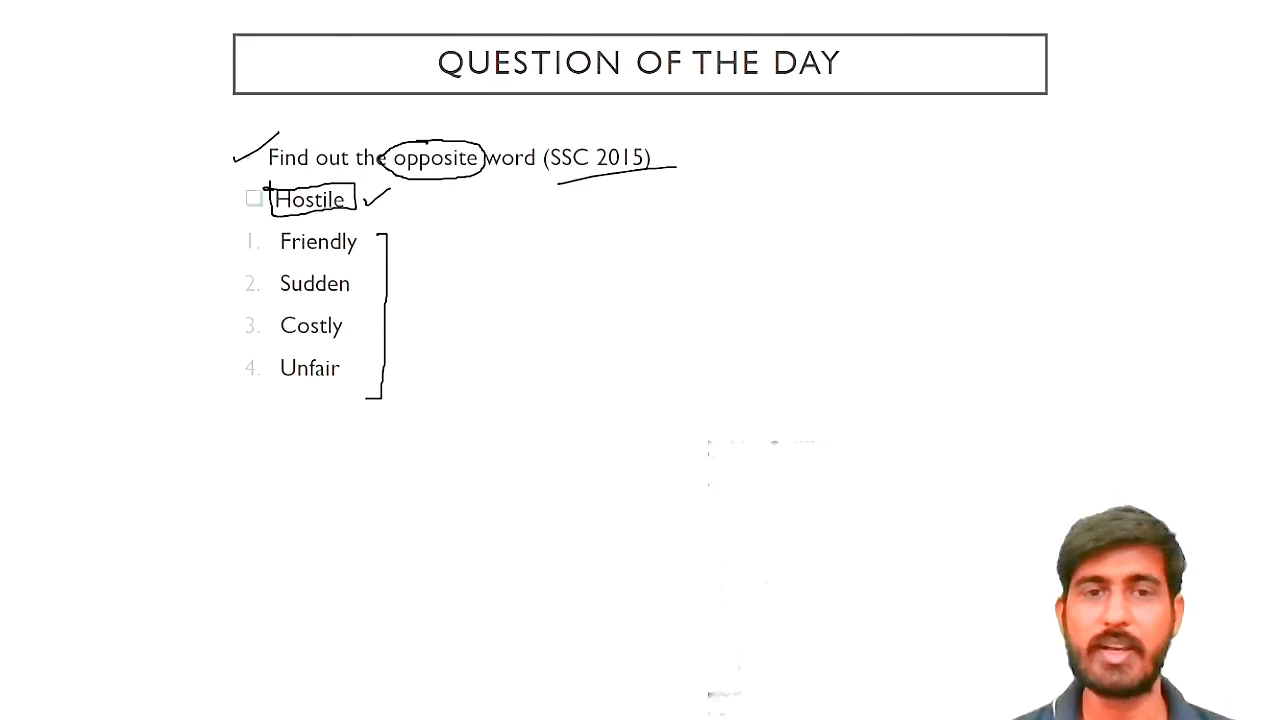 QUESTION OF THE DAY
Find out the opposite word (SSC 2015)
Hostile
1. Friendly
2. Sudden
3. Costly
4. Unfair